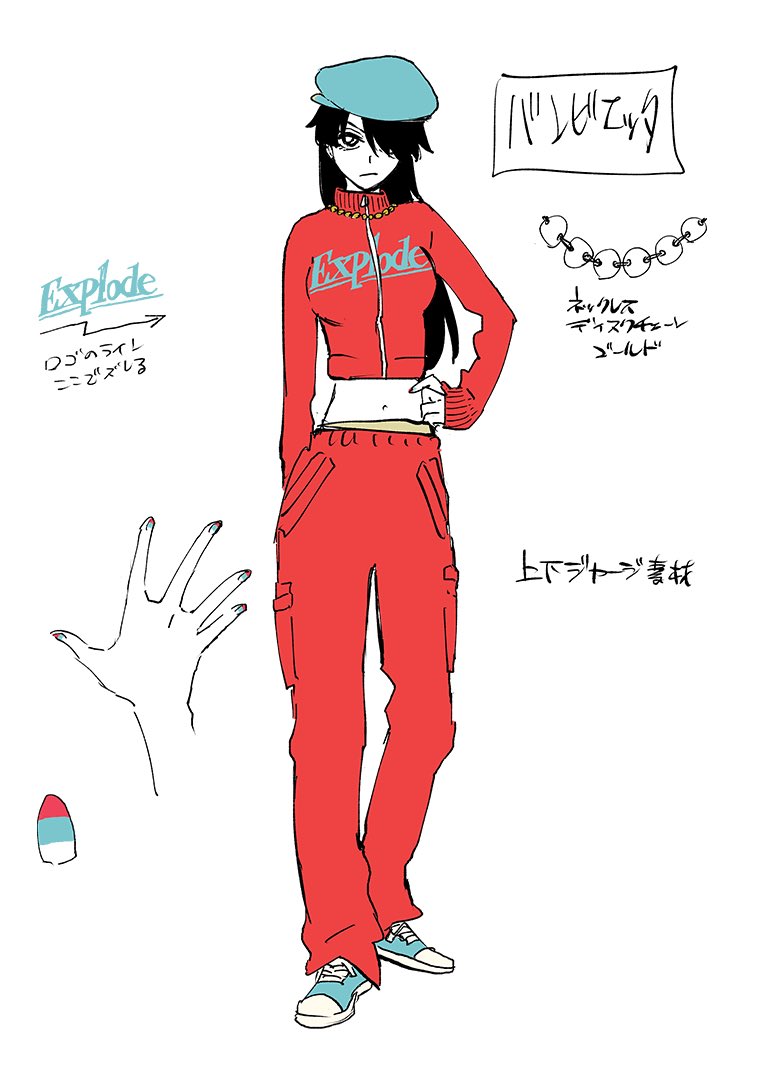 バンビエッタ
Explode
Explode
ロゴのライン
ここでズレる
ネックレス
ディスクチェーン
ゴールド
上下ジャージ素材